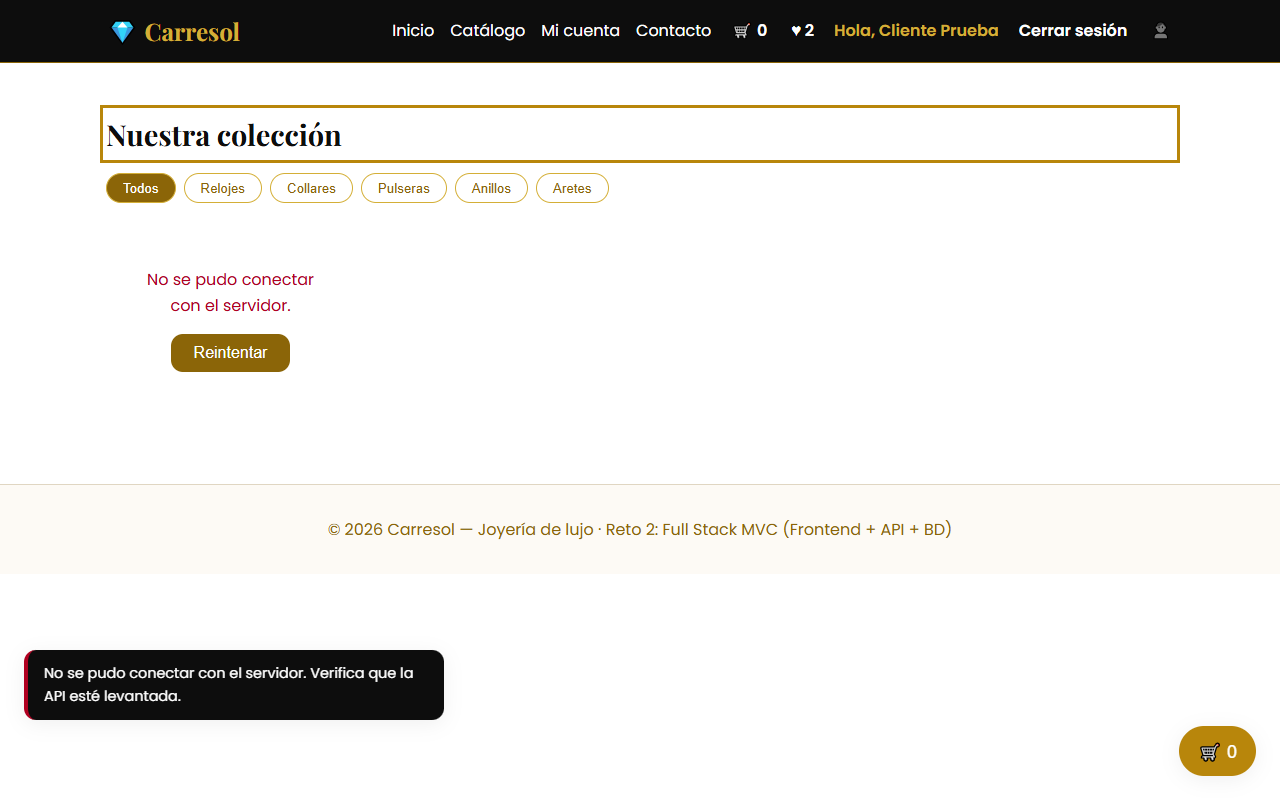 Carresol
Inicio Catálogo Mi cuenta Contacto 0 ♥ 2 Hola, Cliente Prueba Cerrar sesión
Nuestra colección
Todos Relojes Collares Pulseras Anillos Aretes
No se pudo conectar
con el servidor.
Reintentar
© 2026 Carresol — Joyería de lujo · Reto 2: Full Stack MVC (Frontend + API + BD)
No se pudo conectar con el servidor. Verifica que la
API esté levantada.
0